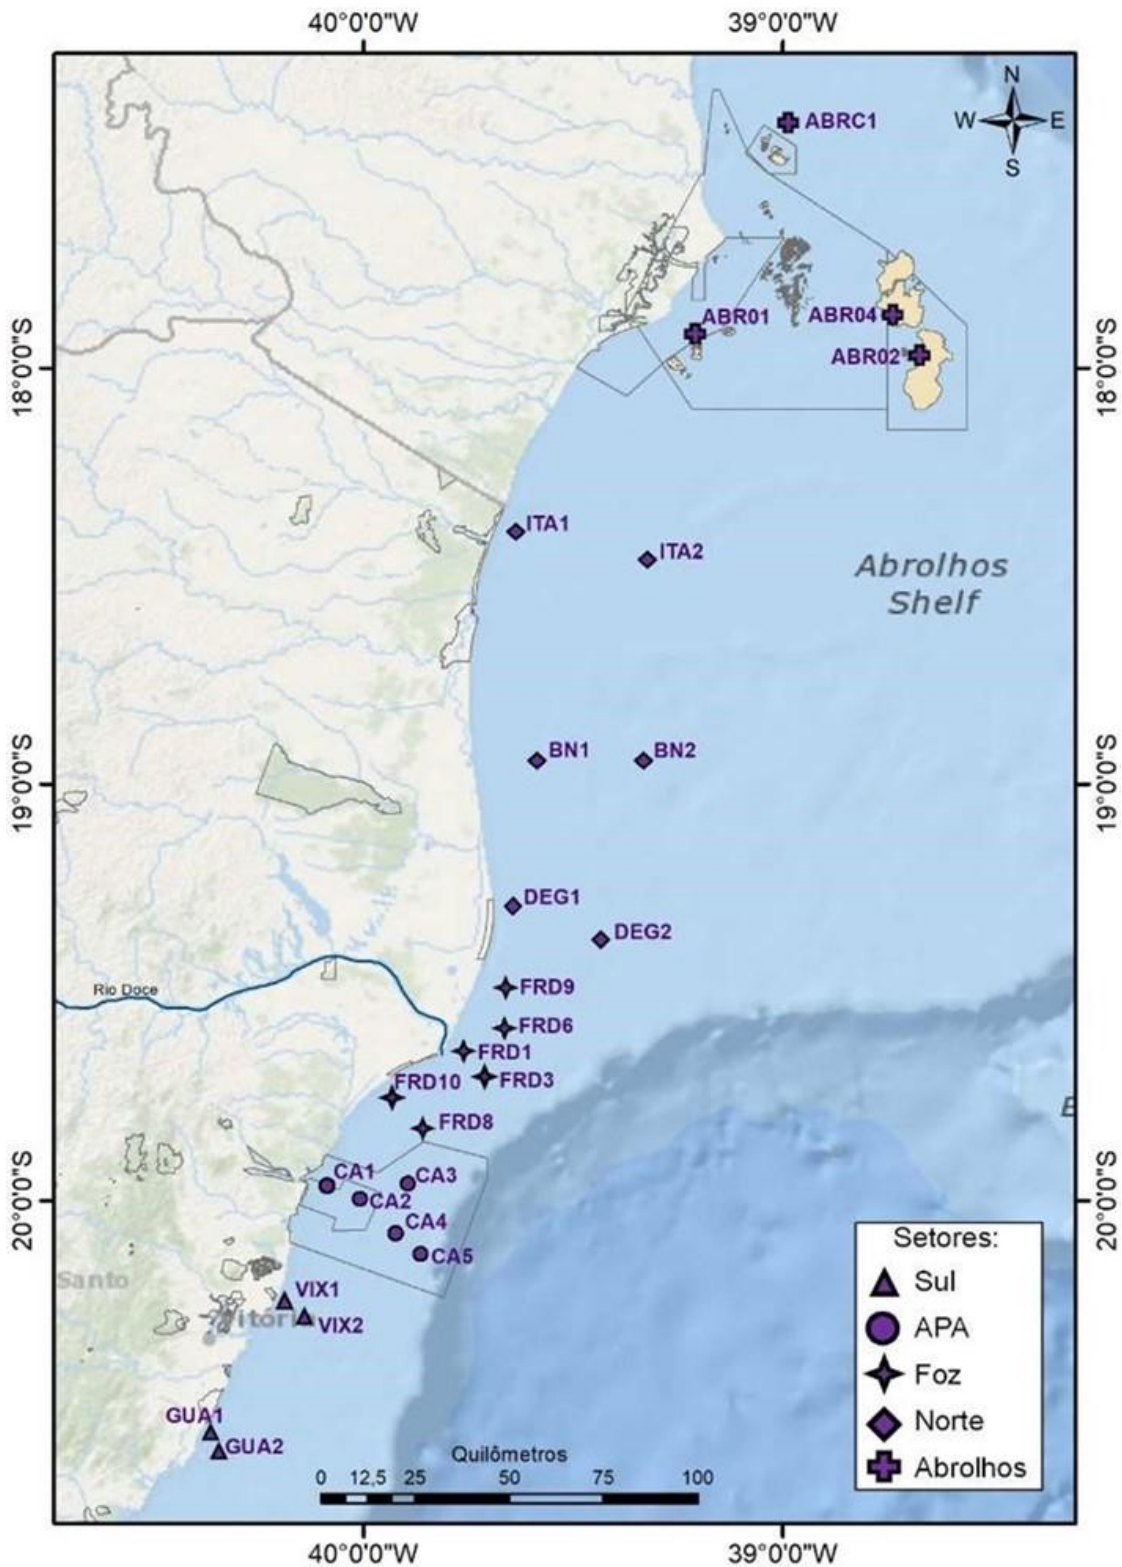 40°0'0"W
39°0'0"W
N
W
E
S
ABRC1
ABR01
ABR04
ABR02
18°0'0"S
18°0'0"S
ITA1
ITA2
Abrolhos
Shelf
BN1
BN2
19°0'0"S
19°0'0"S
DEG1
DEG2
FRD9
Rio Doce
FRD6
FRD1
FRD3
FRD10
FRD8
CA1
CA3
CA2
CA4
CA5
20°0'0"S
20°0'0"S
Santo
VIX1
Vitória
VIX2
GUA1
GUA2
Setores:
Sul
APA
Foz
Norte
Abrolhos
Quilômetros
0 12,5 25 50 75 100
40°0'0"W
39°0'0"W